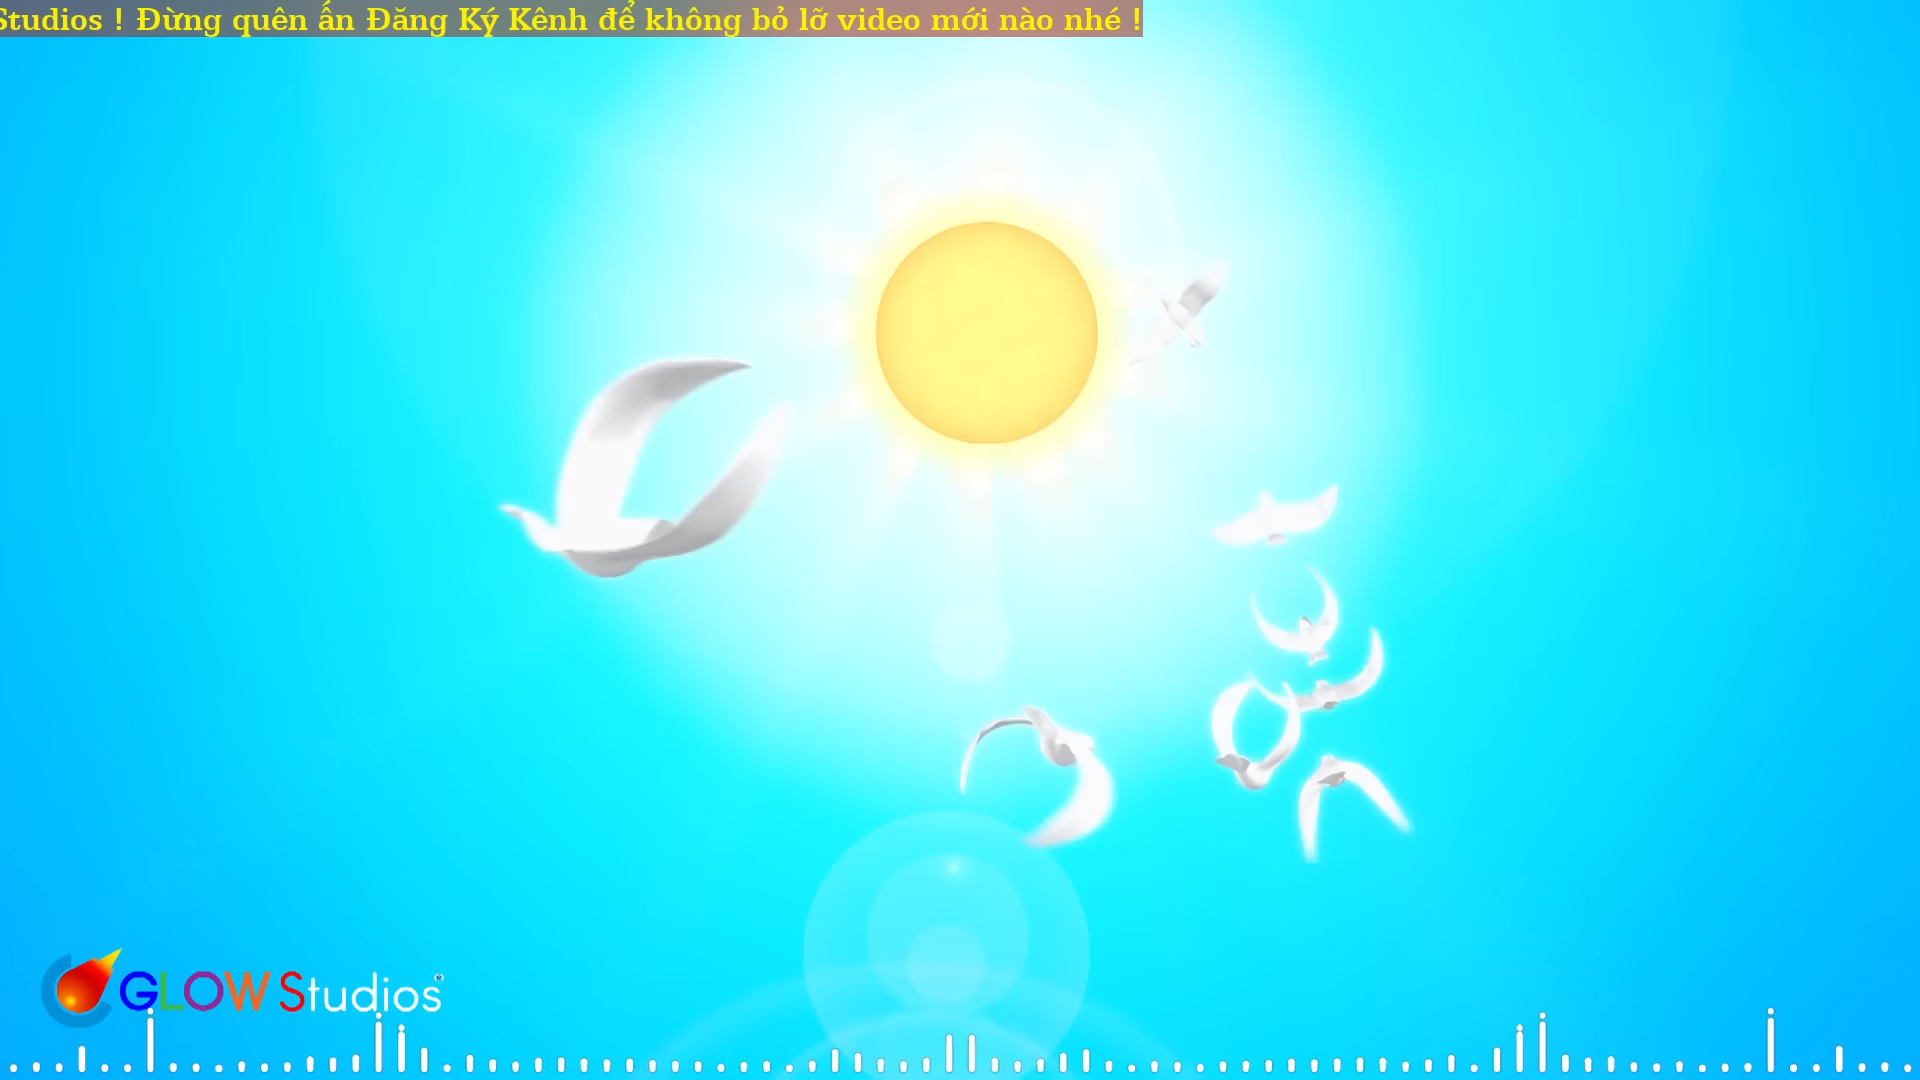 Studios ! Đừng quên ấn Đăng Ký Kênh để không bỏ lỡ video mới nào nhé !
GLOW Studios